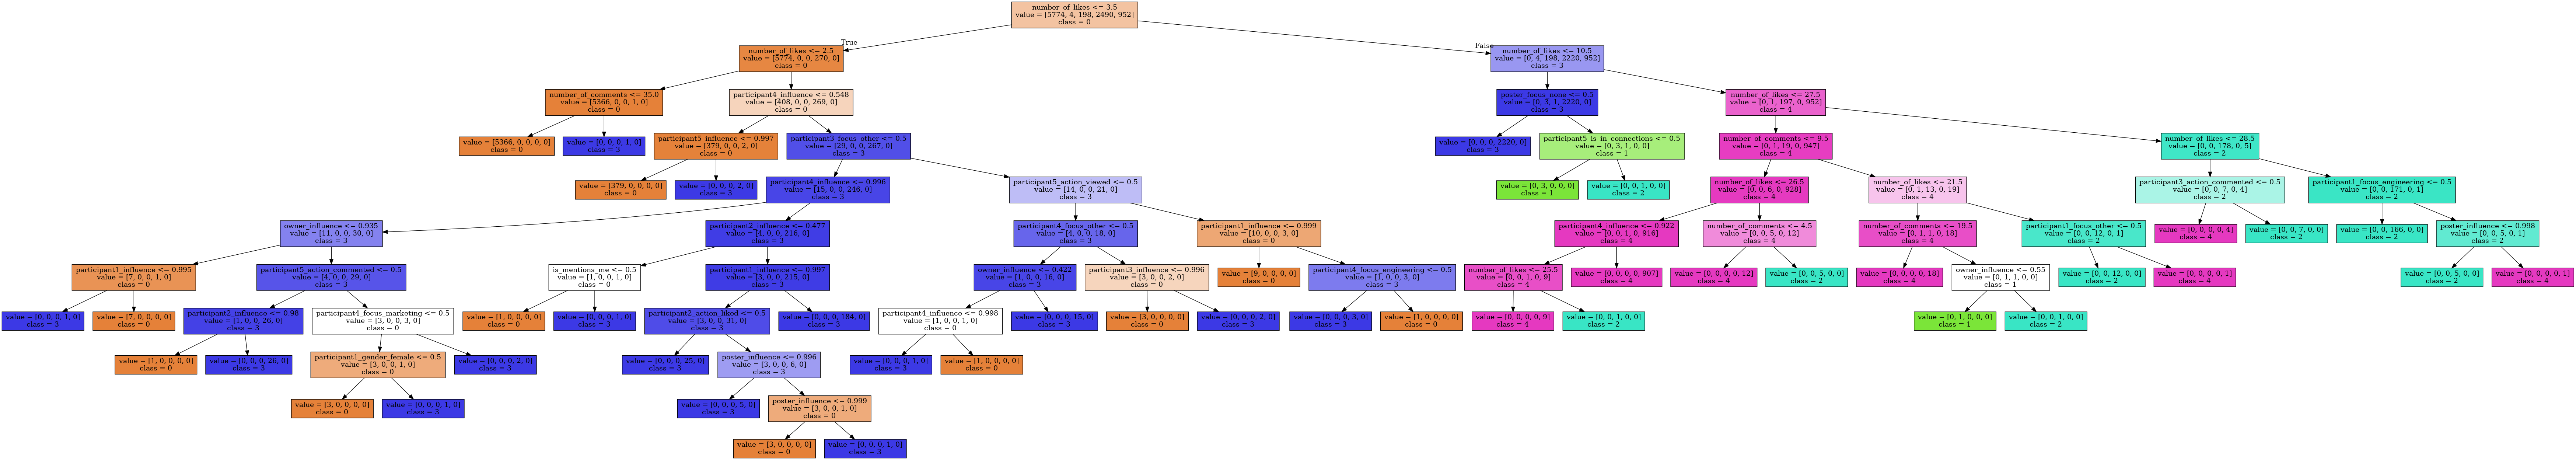 number_of_likes <= 3.5
value = [5774, 4, 198, 2490, 952]
class = 0
True
False
number_of_likes <= 2.5
value = [5774, 0, 0, 270, 0]
class = 0
number_of_likes <= 10.5
value = [0, 4, 198, 2220, 952]
class = 3
number_of_comments <= 35.0
value = [5366, 0, 0, 1, 0]
class = 0
participant4_influence <= 0.548
value = [408, 0, 0, 269, 0]
class = 0
poster_focus_none <= 0.5
value = [0, 3, 1, 2220, 0]
class = 3
number_of_likes <= 27.5
value = [0, 1, 197, 0, 952]
class = 4
value = [5366, 0, 0, 0, 0]
class = 0
value = [0, 0, 0, 1, 0]
class = 3
participant5_influence <= 0.997
value = [379, 0, 0, 2, 0]
class = 0
participant3_focus_other <= 0.5
value = [29, 0, 0, 267, 0]
class = 3
value = [0, 0, 0, 2220, 0]
class = 3
participant5_is_in_connections <= 0.5
value = [0, 3, 1, 0, 0]
class = 1
number_of_comments <= 9.5
value = [0, 1, 19, 0, 947]
class = 4
number_of_likes <= 28.5
value = [0, 0, 178, 0, 5]
class = 2
value = [379, 0, 0, 0, 0]
class = 0
value = [0, 0, 0, 2, 0]
class = 3
participant4_influence <= 0.996
value = [15, 0, 0, 246, 0]
class = 3
participant5_action_viewed <= 0.5
value = [14, 0, 0, 21, 0]
class = 3
value = [0, 3, 0, 0, 0]
class = 1
value = [0, 0, 1, 0, 0]
class = 2
number_of_likes <= 26.5
value = [0, 0, 6, 0, 928]
class = 4
number_of_likes <= 21.5
value = [0, 1, 13, 0, 19]
class = 4
participant3_action_commented <= 0.5
value = [0, 0, 7, 0, 4]
class = 2
participant1_focus_engineering <= 0.5
value = [0, 0, 171, 0, 1]
class = 2
owner_influence <= 0.935
value = [11, 0, 0, 30, 0]
class = 3
participant2_influence <= 0.477
value = [4, 0, 0, 216, 0]
class = 3
participant4_focus_other <= 0.5
value = [4, 0, 0, 18, 0]
class = 3
participant1_influence <= 0.999
value = [10, 0, 0, 3, 0]
class = 0
participant4_influence <= 0.922
value = [0, 0, 1, 0, 916]
class = 4
number_of_comments <= 4.5
value = [0, 0, 5, 0, 12]
class = 4
number_of_comments <= 19.5
value = [0, 1, 1, 0, 18]
class = 4
participant1_focus_other <= 0.5
value = [0, 0, 12, 0, 1]
class = 2
value = [0, 0, 0, 0, 4]
class = 4
value = [0, 0, 7, 0, 0]
class = 2
value = [0, 0, 166, 0, 0]
class = 2
poster_influence <= 0.998
value = [0, 0, 5, 0, 1]
class = 2
participant1_influence <= 0.995
value = [7, 0, 0, 1, 0]
class = 0
participant5_action_commented <= 0.5
value = [4, 0, 0, 29, 0]
class = 3
is_mentions_me <= 0.5
value = [1, 0, 0, 1, 0]
class = 0
participant1_influence <= 0.997
value = [3, 0, 0, 215, 0]
class = 3
owner_influence <= 0.422
value = [1, 0, 0, 16, 0]
class = 3
participant3_influence <= 0.996
value = [3, 0, 0, 2, 0]
class = 0
value = [9, 0, 0, 0, 0]
class = 0
participant4_focus_engineering <= 0.5
value = [1, 0, 0, 3, 0]
class = 3
number_of_likes <= 25.5
value = [0, 0, 1, 0, 9]
class = 4
value = [0, 0, 0, 0, 907]
class = 4
value = [0, 0, 0, 0, 12]
class = 4
value = [0, 0, 5, 0, 0]
class = 2
value = [0, 0, 0, 0, 18]
class = 4
owner_influence <= 0.55
value = [0, 1, 1, 0, 0]
class = 1
value = [0, 0, 12, 0, 0]
class = 2
value = [0, 0, 0, 0, 1]
class = 4
value = [0, 0, 5, 0, 0]
class = 2
value = [0, 0, 0, 0, 1]
class = 4
value = [0, 0, 0, 1, 0]
class = 3
value = [7, 0, 0, 0, 0]
class = 0
participant2_influence <= 0.98
value = [1, 0, 0, 26, 0]
class = 3
participant4_focus_marketing <= 0.5
value = [3, 0, 0, 3, 0]
class = 0
value = [1, 0, 0, 0, 0]
class = 0
value = [0, 0, 0, 1, 0]
class = 3
participant2_action_liked <= 0.5
value = [3, 0, 0, 31, 0]
class = 3
value = [0, 0, 0, 184, 0]
class = 3
participant4_influence <= 0.998
value = [1, 0, 0, 1, 0]
class = 0
value = [0, 0, 0, 15, 0]
class = 3
value = [3, 0, 0, 0, 0]
class = 0
value = [0, 0, 0, 2, 0]
class = 3
value = [0, 0, 0, 3, 0]
class = 3
value = [1, 0, 0, 0, 0]
class = 0
value = [0, 0, 0, 0, 9]
class = 4
value = [0, 0, 1, 0, 0]
class = 2
value = [0, 1, 0, 0, 0]
class = 1
value = [0, 0, 1, 0, 0]
class = 2
value = [1, 0, 0, 0, 0]
class = 0
value = [0, 0, 0, 26, 0]
class = 3
participant1_gender_female <= 0.5
value = [3, 0, 0, 1, 0]
class = 0
value = [0, 0, 0, 2, 0]
class = 3
value = [0, 0, 0, 25, 0]
class = 3
poster_influence <= 0.996
value = [3, 0, 0, 6, 0]
class = 3
value = [0, 0, 0, 1, 0]
class = 3
value = [1, 0, 0, 0, 0]
class = 0
value = [3, 0, 0, 0, 0]
class = 0
value = [0, 0, 0, 1, 0]
class = 3
value = [0, 0, 0, 5, 0]
class = 3
poster_influence <= 0.999
value = [3, 0, 0, 1, 0]
class = 0
value = [3, 0, 0, 0, 0]
class = 0
value = [0, 0, 0, 1, 0]
class = 3